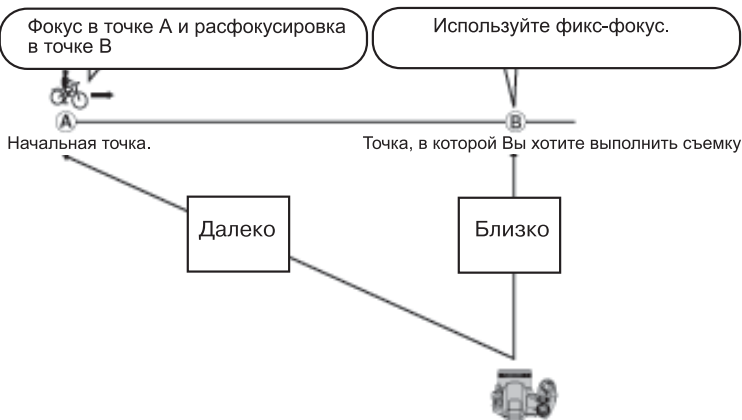 Фокус в точке А и расфокусировка
в точке В
Используйте фикс-фокус.
A
B
Начальная точка.
Точка, в которой Вы хотите выполнить съемку
Далеко
Близко